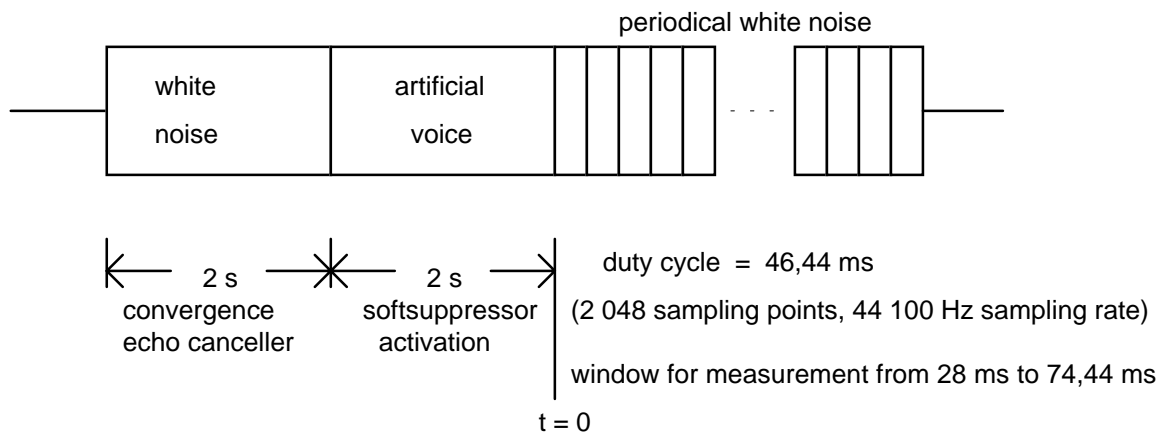 periodical white noise
white
noise
artificial
voice
2 s
convergence
echo canceller
2 s
softsuppressor
activation
duty cycle = 46,44 ms
(2 048 sampling points, 44 100 Hz sampling rate)
window for measurement from 28 ms to 74,44 ms
t = 0